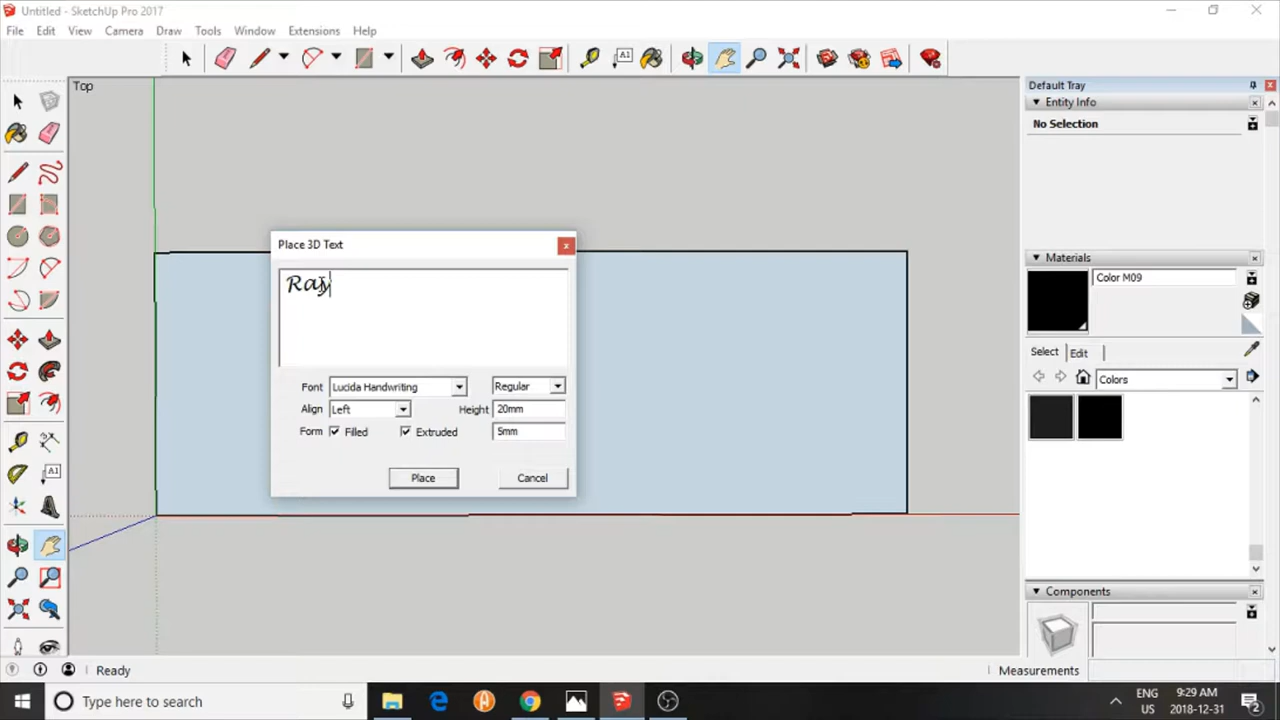 Untitled - SketchUp Pro 2017
File Edit View Camera Draw Tools Window Extensions Help
A1
Top
Default Tray
Entity Info
No Selection
Place 3D Text
Ray
Font Lucida Handwriting Regular
Align Left Height 20mm
Form Filled Extruded 5mm
Place Cancel
Materials
Color M09
Select Edit
Colors
A1
Components
Ready
Measurements
Type here to search
ENG
US
9:29 AM
2018-12-31
2